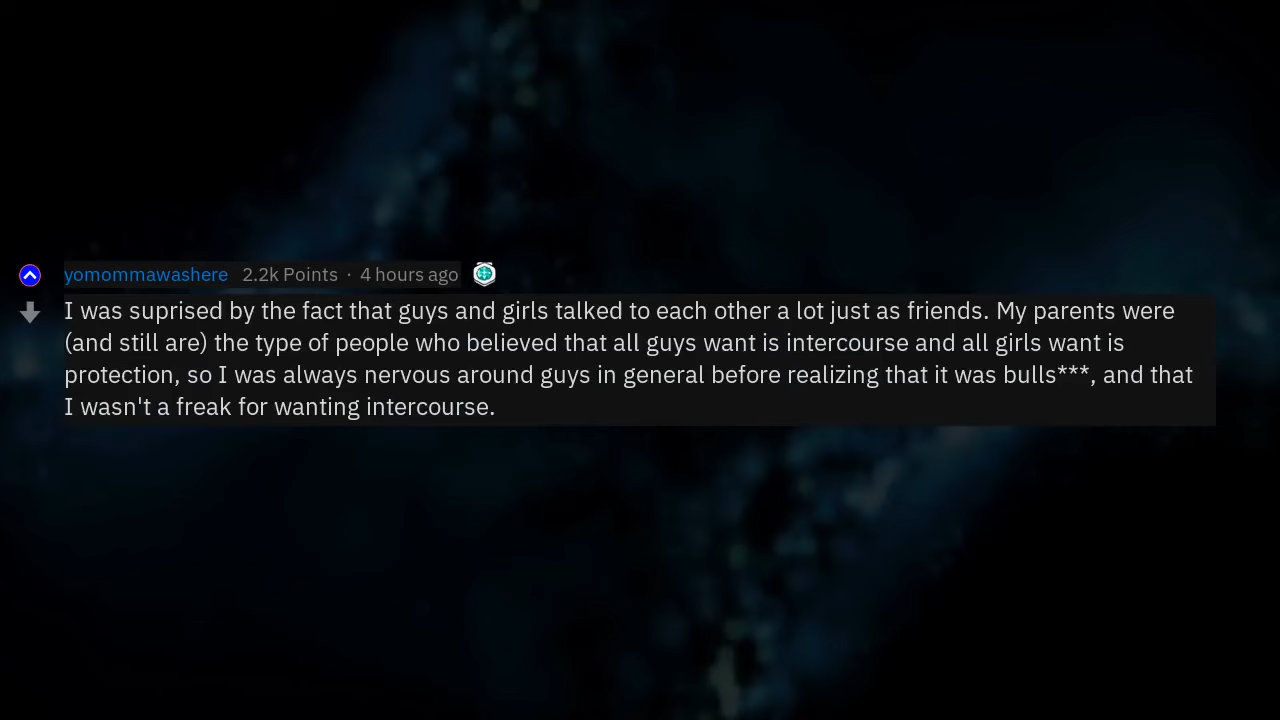 yomommawashere 2.2k Points · 4 hours ago
I was suprised by the fact that guys and girls talked to each other a lot just as friends. My parents were
(and still are) the type of people who believed that all guys want is intercourse and all girls want is
protection, so I was always nervous around guys in general before realizing that it was bulls***, and that
I wasn't a freak for wanting intercourse.